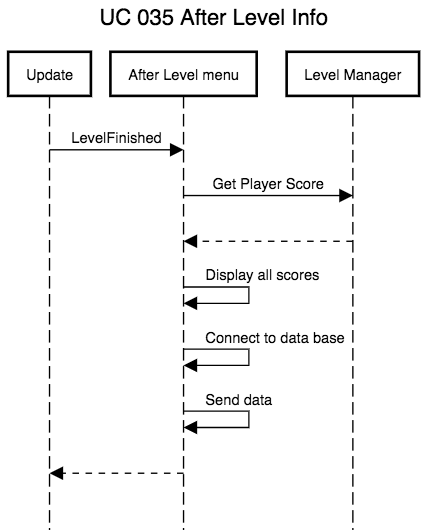 UC 035 After Level Info
Update
After Level menu
Level Manager
LevelFinished
Get Player Score
Display all scores
Connect to data base
Send data